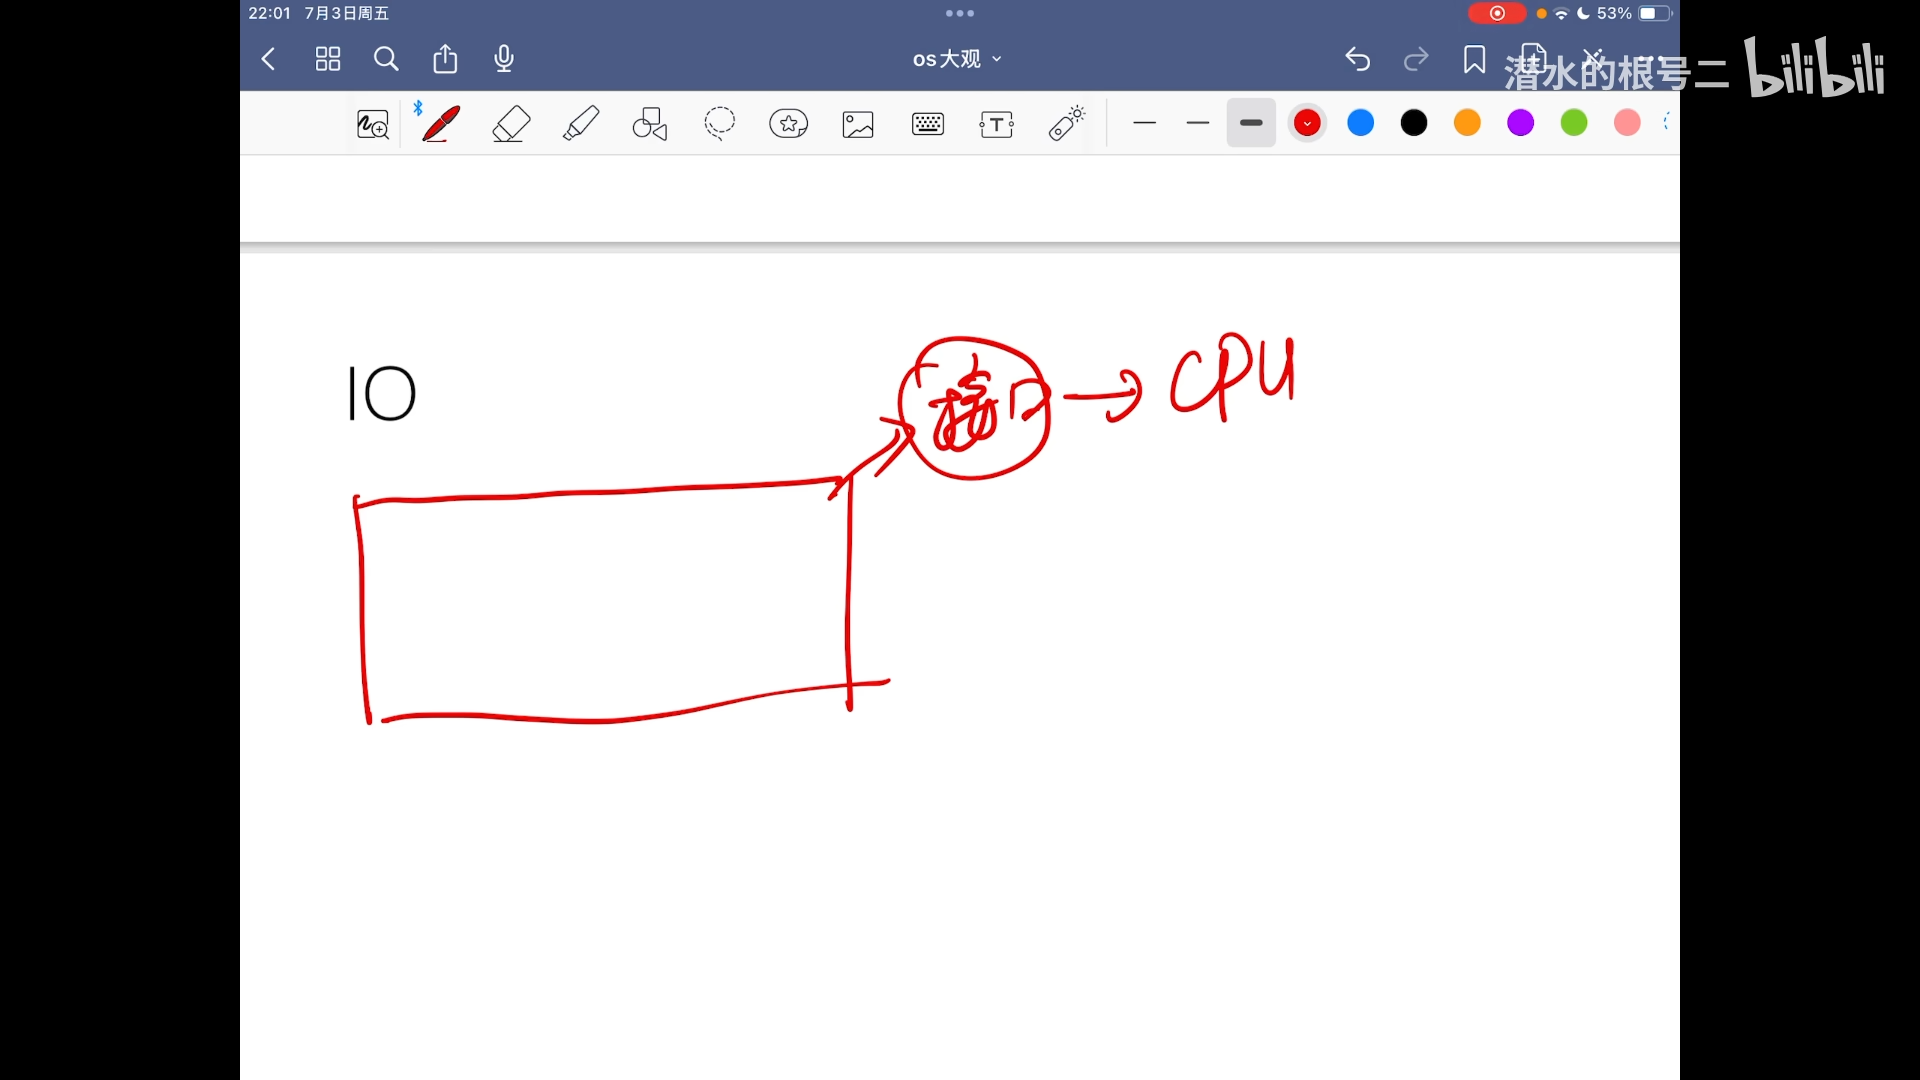 22:01 7月3日周五
53%
os大观
潜水的根号二 bilibili
T
IO
接口
CPU